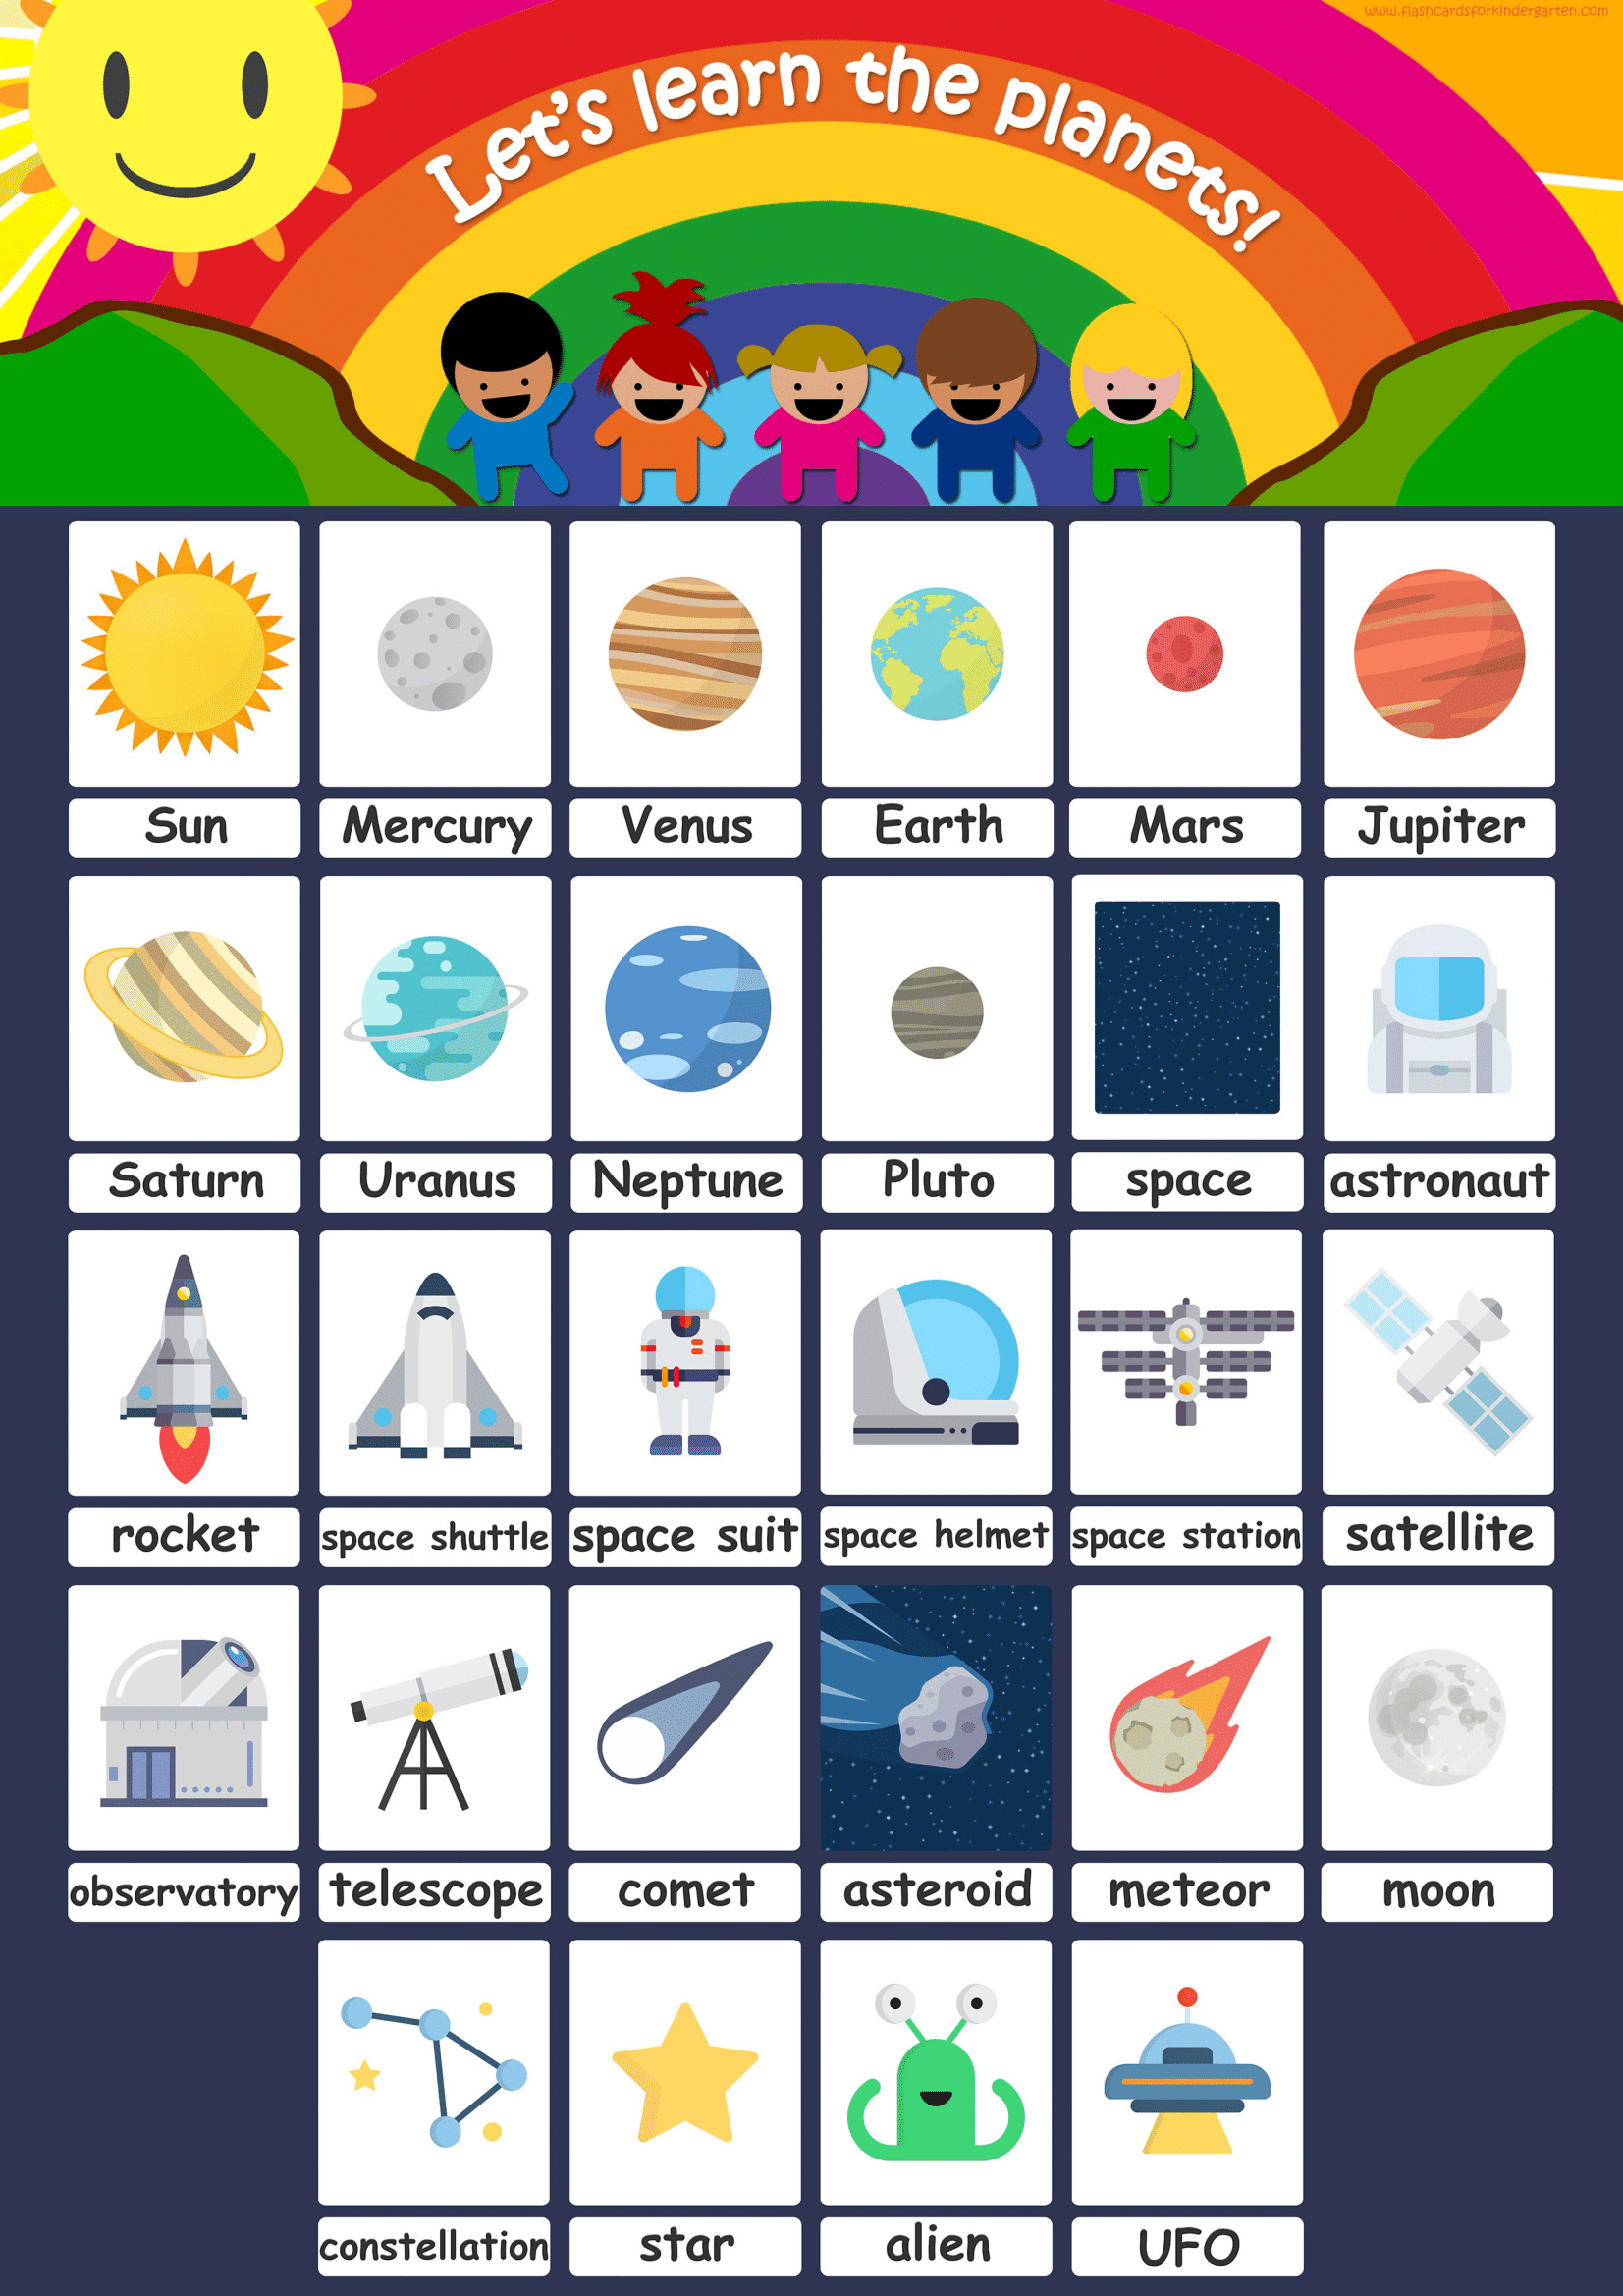 www.flashcardsforkindergarten.com
Let's learn the planets!
Sun
Mercury
Venus
Earth
Mars
Jupiter
Saturn
Uranus
Neptune
Pluto
space
astronaut
rocket
space shuttle
space suit
space helmet
space station
satellite
observatory
telescope
comet
asteroid
meteor
moon
constellation
star
alien
UFO